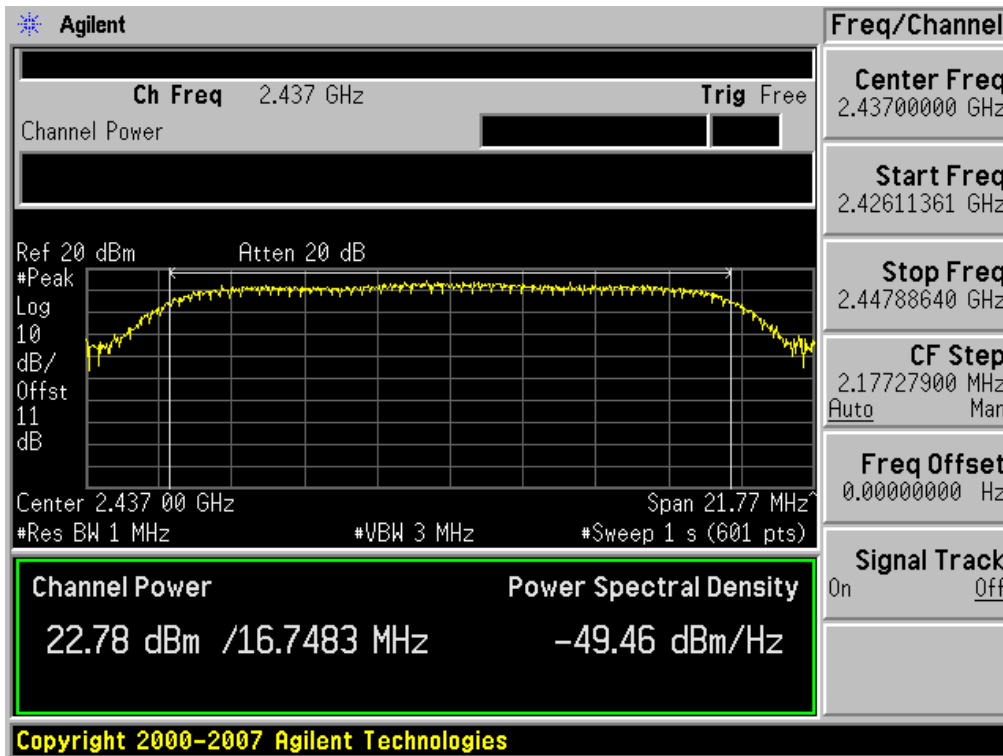 Agilent
Freq/Channel
Ch Freq 2.437 GHz
Trig Free
Channel Power
Ref 20 dBm
Atten 20 dB
#Peak
Log
10
dB/
Offst
11
dB
Center 2.437 00 GHz
Span 21.77 MHz^
#Res BW 1 MHz
#VBW 3 MHz
#Sweep 1 s (601 pts)
Channel Power
Power Spectral Density
22.78 dBm /16.7483 MHz
-49.46 dBm/Hz
Center Freq
2.43700000 GHz
Start Freq
2.42611361 GHz
Stop Freq
2.44788640 GHz
CF Step
2.17727900 MHz
Auto Man
Freq Offset
0.00000000 Hz
Signal Track
On Off
Copyright 2000-2007 Agilent Technologies